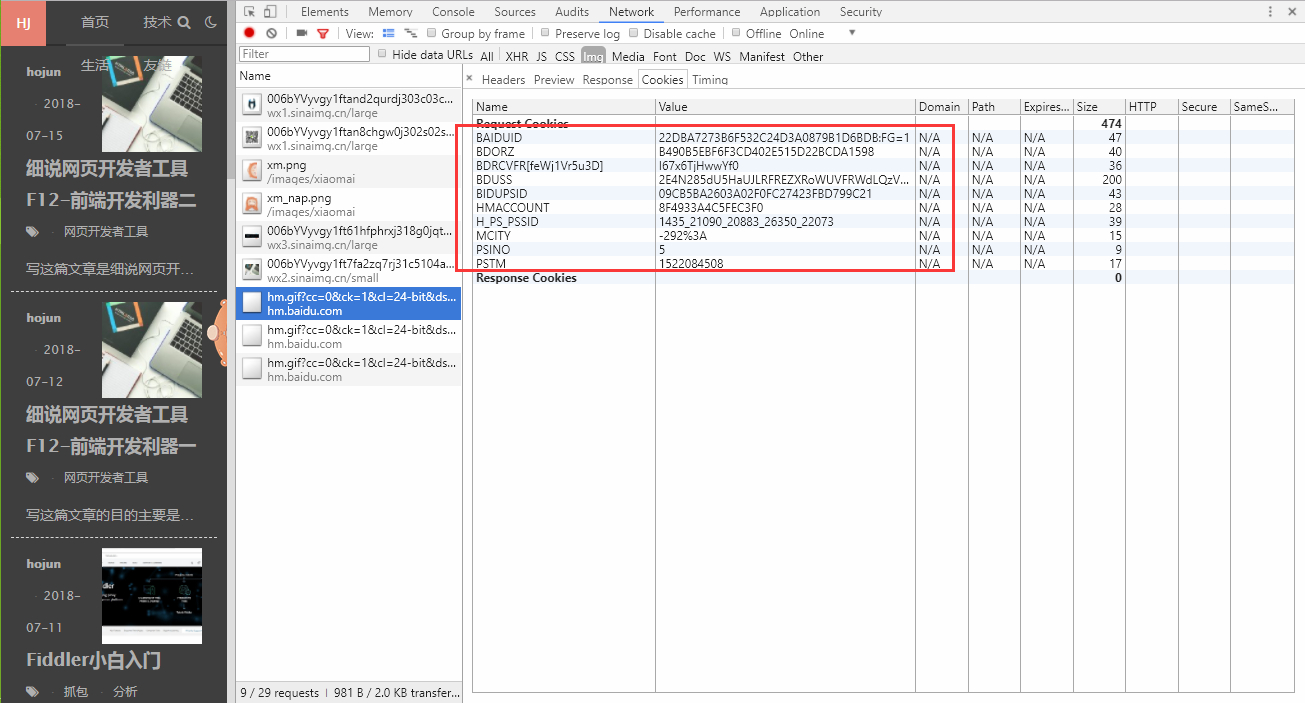 HJ
首页
技术
生活
友链
hojun
· 2018-
07-15
细说网页开发者工具
F12-前端开发利器二
· 网页开发者工具
写这篇文章是细说网页开...
hojun
· 2018-
07-12
细说网页开发者工具
F12-前端开发利器一
· 网页开发者工具
写这篇文章的目的主要是...
hojun
· 2018-
07-11
Fiddler小白入门
· 抓包 · 分析
Elements Memory Console Sources Audits Network Performance Application Security
View: Group by frame Preserve log Disable cache Offline Online
Filter Hide data URLs All XHR JS CSS Img Media Font Doc WS Manifest Other
Name
006bYVyvgy1ftand2qurdj303c03c...
wx1.sinaimg.cn/large
006bYVyvgy1ftan8chgw0j302s02s...
wx1.sinaimg.cn/large
xm.png
/images/xiaomai
xm_nap.png
/images/xiaomai
006bYVyvgy1ft61hfphrxj318g0jqt...
wx3.sinaimg.cn/large
006bYVyvgy1ft7fa2zq7rj31c5104a...
wx2.sinaimg.cn/small
hm.gif?cc=0&ck=1&cl=24-bit&ds...
hm.baidu.com
hm.gif?cc=0&ck=1&cl=24-bit&ds...
hm.baidu.com
hm.gif?cc=0&ck=1&cl=24-bit&ds...
hm.baidu.com
9 / 29 requests | 981 B / 2.0 KB transfer...
× Headers Preview Response Cookies Timing
Name Value Domain Path Expires... Size HTTP Secure SameS...
Request Cookies 474
BAIDUID 22DBA7273B6F532C24D3A0879B1D6BDB:FG=1 N/A N/A N/A 47
BDORZ B490B5EBF6F3CD402E515D22BCDA1598 N/A N/A N/A 40
BDRCVFR[feWj1Vr5u3D] I67x6TjHwwYf0 N/A N/A N/A 36
BDUSS 2E4N285dU5HaUJLRFREZXRoWUVFRWdLQzV... N/A N/A N/A 200
BIDUPSID 09CB5BA2603A02F0FC27423FBD799C21 N/A N/A N/A 43
HMACCOUNT 8F4933A4C5FEC3F0 N/A N/A N/A 28
H_PS_PSSID 1435_21090_20883_26350_22073 N/A N/A N/A 39
MCITY -292%3A N/A N/A N/A 15
PSINO 5 N/A N/A N/A 9
PSTM 1522084508 N/A N/A N/A 17
Response Cookies 0